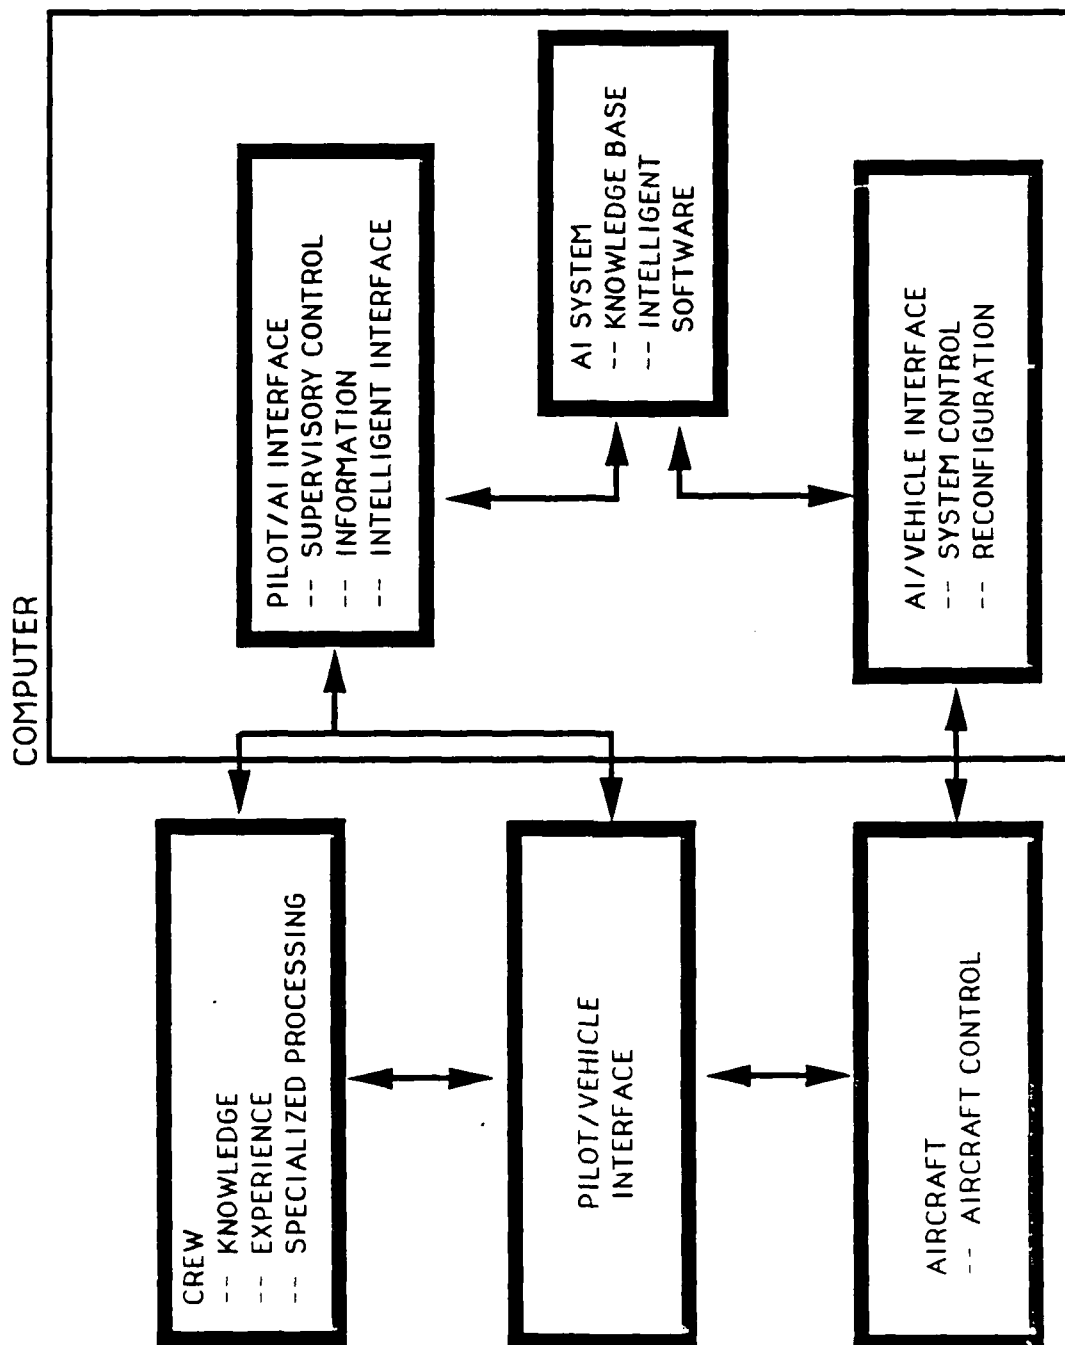 COMPUTER
CREW
-- KNOWLEDGE
-- EXPERIENCE
-- SPECIALIZED PROCESSING
PILOT/AI INTERFACE
-- SUPERVISORY CONTROL
-- INFORMATION
-- INTELLIGENT INTERFACE
PILOT/VEHICLE
INTERFACE
AI SYSTEM
-- KNOWLEDGE BASE
-- INTELLIGENT
SOFTWARE
AIRCRAFT
-- AIRCRAFT CONTROL
AI/VEHICLE INTERFACE
-- SYSTEM CONTROL
-- RECONFIGURATION